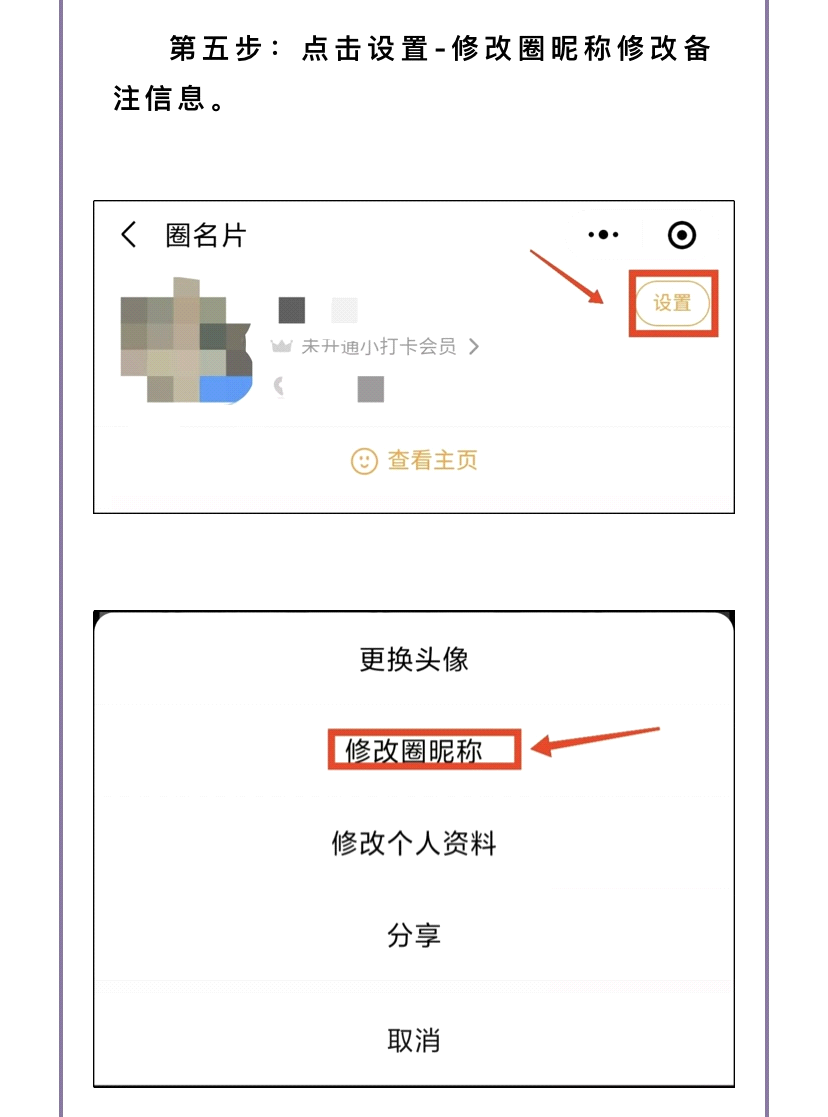 第五步：点击设置-修改圈昵称修改备
注信息。
圈名片
设置
未开通小打卡会员
查看主页
更换头像
修改圈昵称
修改个人资料
分享
取消